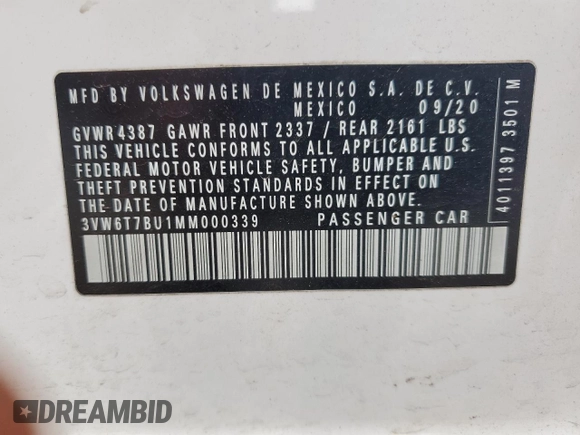 MFD BY VOLKSWAGEN DE MEXICO S.A. DE C.V.
MEXICO 09/20
GVWR 4387 GAWR FRONT 2337 / REAR 2161 LBS
THIS VEHICLE CONFORMS TO ALL APPLICABLE U.S.
FEDERAL MOTOR VEHICLE SAFETY, BUMPER AND
THEFT PREVENTION STANDARDS IN EFFECT ON
THE DATE OF MANUFACTURE SHOWN ABOVE.
3VW6T7BU1MM000339 PASSENGER CAR
4011397 3501 M
DREAMBID